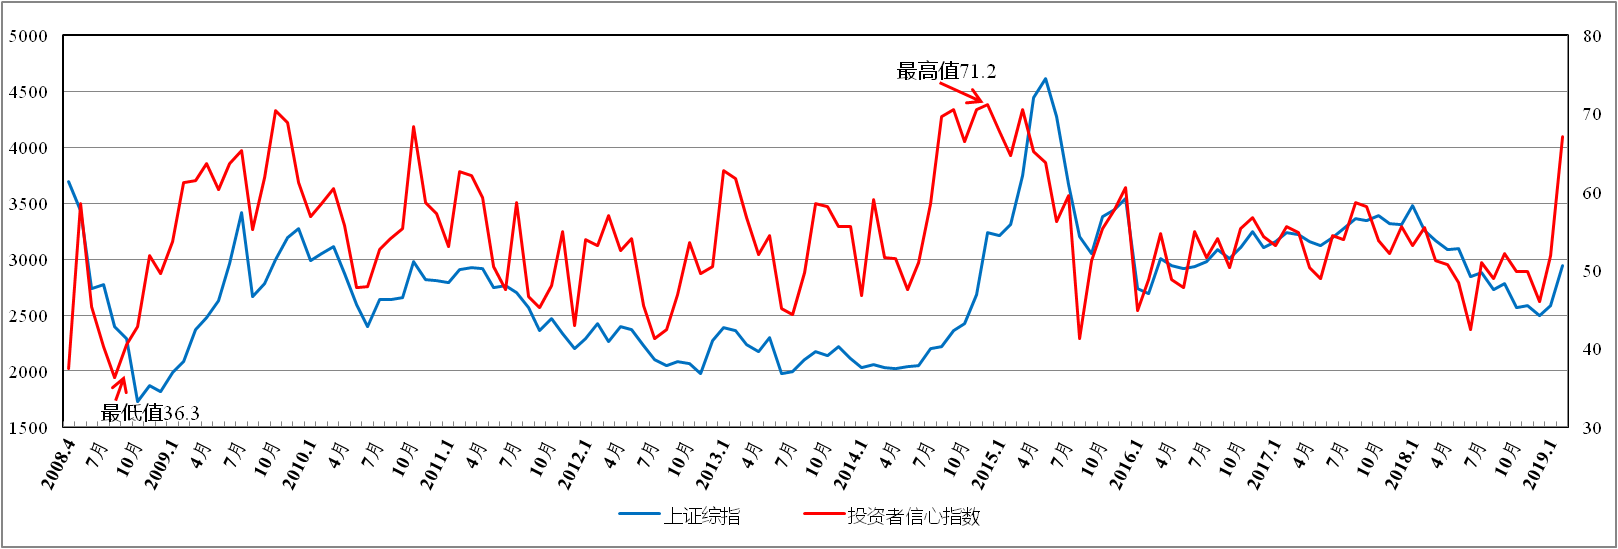 5000
4500
4000
3500
3000
2500
2000
1500
80
70
60
50
40
30
最高值71.2
最低值36.3
2008.4
7月
10月
2009.1
4月
7月
10月
2010.1
4月
7月
10月
2011.1
4月
7月
10月
2012.1
4月
7月
10月
2013.1
4月
7月
10月
2014.1
4月
7月
10月
2015.1
4月
7月
10月
2016.1
4月
7月
10月
2017.1
4月
7月
10月
2018.1
4月
7月
10月
2019.1
上证综指
投资者信心指数